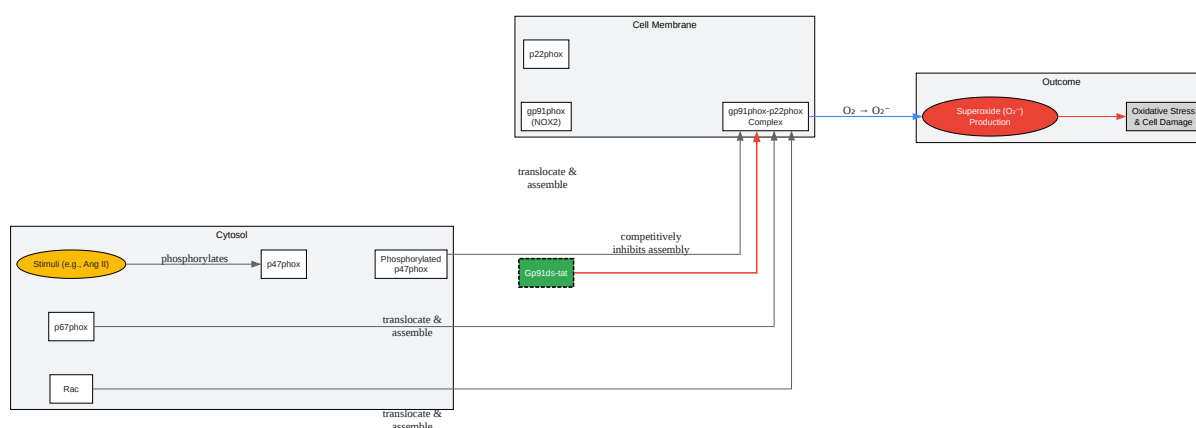 Cell Membrane
p22phox
gp91phox
(NOX2)
gp91phox-p22phox
Complex
O₂ → O₂⁻
Outcome
Superoxide (O₂⁻)
Production
Oxidative Stress
& Cell Damage
translocate &
assemble
Cytosol
Stimuli (e.g., Ang II)
phosphorylates
p47phox
Phosphorylated
p47phox
competitively
inhibits assembly
Gp91ds-tat
p67phox
translocate &
assemble
Rac
translocate &
assemble